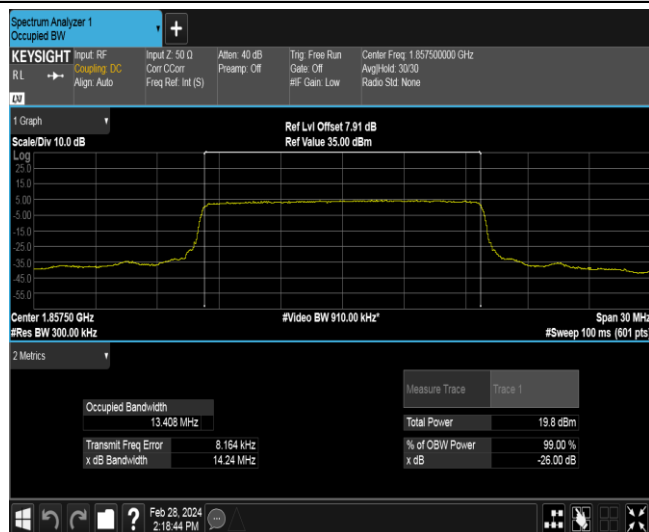 Spectrum Analyzer 1
Occupied BW
KEYSIGHT
RL
LXI
Input: RF
Coupling: DC
Align: Auto
Input Z: 50 Ω
Corr CCorr
Freq Ref: Int (S)
Atten: 40 dB
Preamp: Off
Trig: Free Run
Gate: Off
#IF Gain: Low
Center Freq: 1.857500000 GHz
Avg|Hold: 30/30
Radio Std: None
1 Graph
Scale/Div 10.0 dB
Ref Lvl Offset 7.91 dB
Ref Value 35.00 dBm
Log
25.0
15.0
5.00
-5.00
-15.0
-25.0
-35.0
-45.0
-55.0
Center 1.85750 GHz
#Video BW 910.00 kHz*
Span 30 MHz
#Res BW 300.00 kHz
#Sweep 100 ms (601 pts)
2 Metrics
Measure Trace
Trace 1
Occupied Bandwidth
13.408 MHz
Total Power 19.8 dBm
Transmit Freq Error 8.164 kHz
% of OBW Power 99.00 %
x dB Bandwidth 14.24 MHz
x dB -26.00 dB
?
Feb 28, 2024
2:18:44 PM